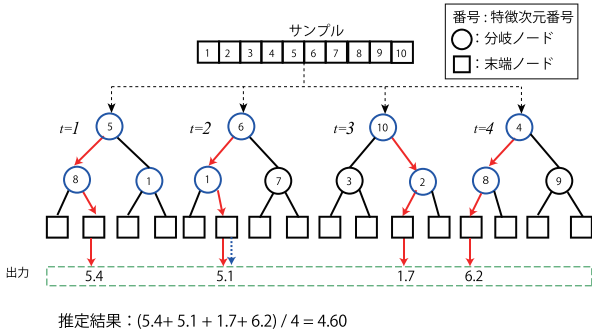 サンプル
1 2 3 4 5 6 7 8 9 10
番号 : 特徴次元番号
: 分岐ノード
: 末端ノード
t=1 t=2 t=3 t=4
5 6 10 4
8 1 1 7 3 2 8 9
出力 5.4 5.1 1.7 6.2
推定結果：(5.4+ 5.1 + 1.7+ 6.2) / 4 = 4.60